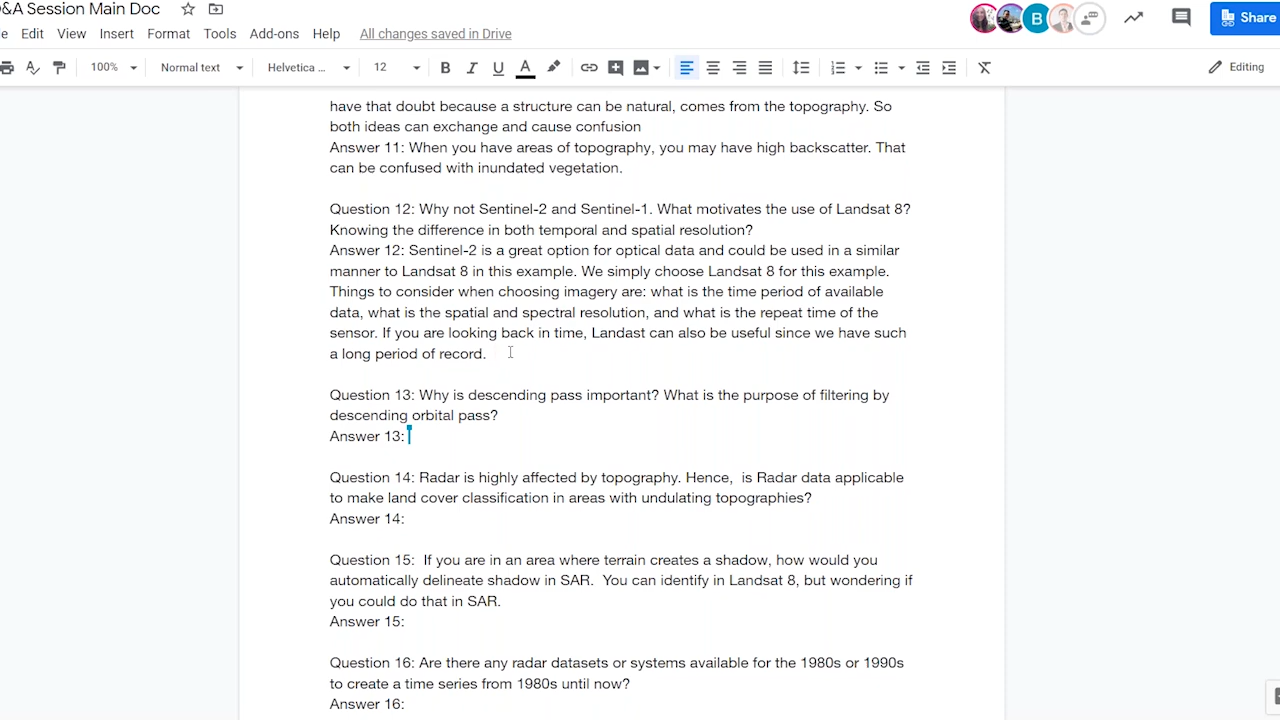 &A Session Main Doc
e Edit View Insert Format Tools Add-ons Help All changes saved in Drive
B
Share
100% Normal text Helvetica ... 12 B I U A Editing
have that doubt because a structure can be natural, comes from the topography. So
both ideas can exchange and cause confusion
Answer 11: When you have areas of topography, you may have high backscatter. That
can be confused with inundated vegetation.
Question 12: Why not Sentinel-2 and Sentinel-1. What motivates the use of Landsat 8?
Knowing the difference in both temporal and spatial resolution?
Answer 12: Sentinel-2 is a great option for optical data and could be used in a similar
manner to Landsat 8 in this example. We simply choose Landsat 8 for this example.
Things to consider when choosing imagery are: what is the time period of available
data, what is the spatial and spectral resolution, and what is the repeat time of the
sensor. If you are looking back in time, Landast can also be useful since we have such
a long period of record.
Question 13: Why is descending pass important? What is the purpose of filtering by
descending orbital pass?
Answer 13:
Question 14: Radar is highly affected by topography. Hence,  is Radar data applicable
to make land cover classification in areas with undulating topographies?
Answer 14:
Question 15:  If you are in an area where terrain creates a shadow, how would you
automatically delineate shadow in SAR.  You can identify in Landsat 8, but wondering if
you could do that in SAR.
Answer 15:
Question 16: Are there any radar datasets or systems available for the 1980s or 1990s
to create a time series from 1980s until now?
Answer 16: